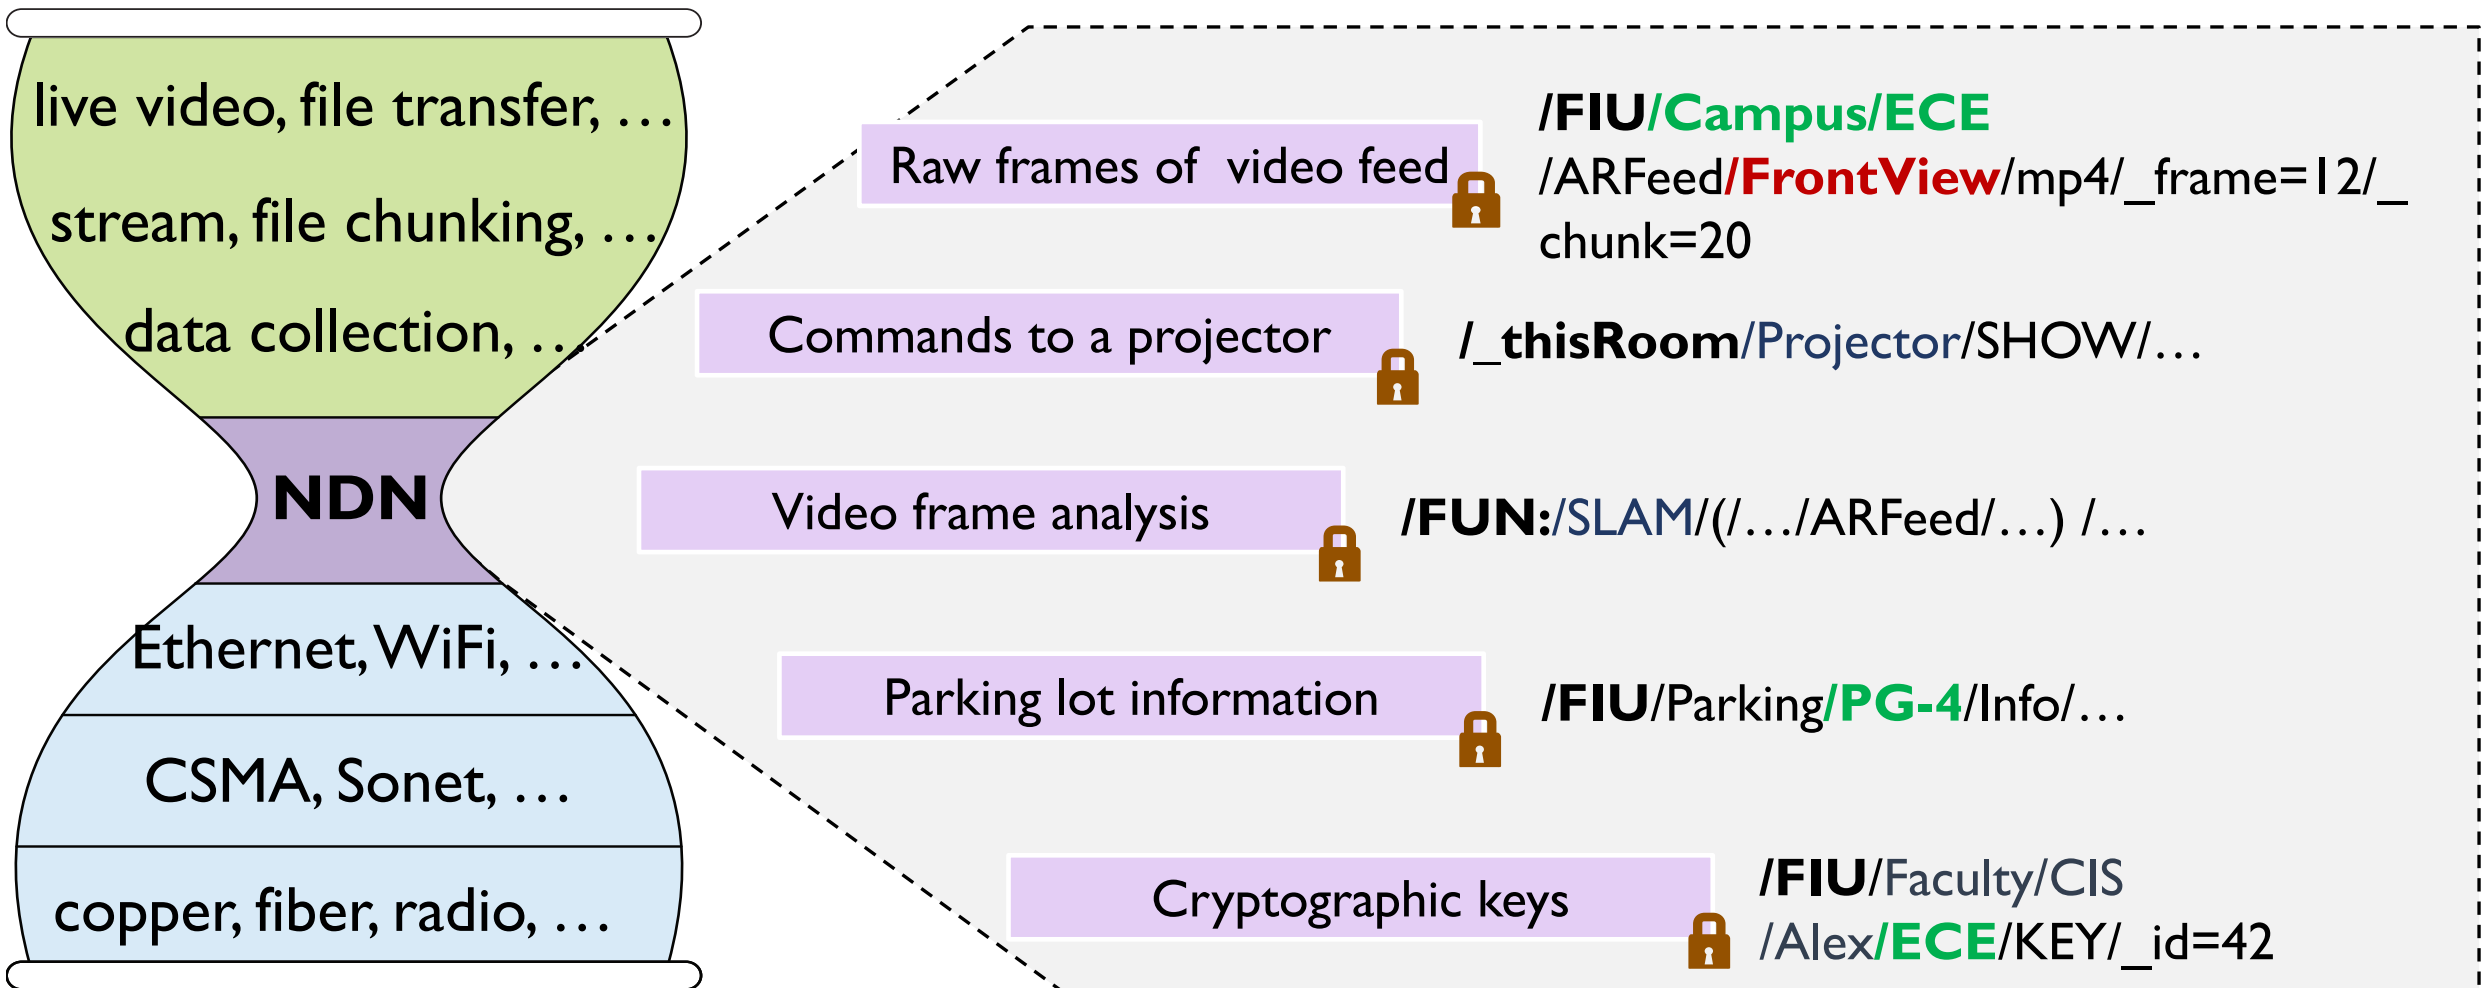 live video, file transfer, …
stream, file chunking, …
data collection, …
NDN
Ethernet, WiFi, …
CSMA, Sonet, …
copper, fiber, radio, …
Raw frames of video feed
/FIU/Campus/ECE
/ARFeed/FrontView/mp4/_frame=12/_
chunk=20
Commands to a projector
/_thisRoom/Projector/SHOW/…
Video frame analysis
/FUN:/SLAM/(/…/ARFeed/…) /…
Parking lot information
/FIU/Parking/PG-4/Info/…
Cryptographic keys
/FIU/Faculty/CIS
/Alex/ECE/KEY/_id=42